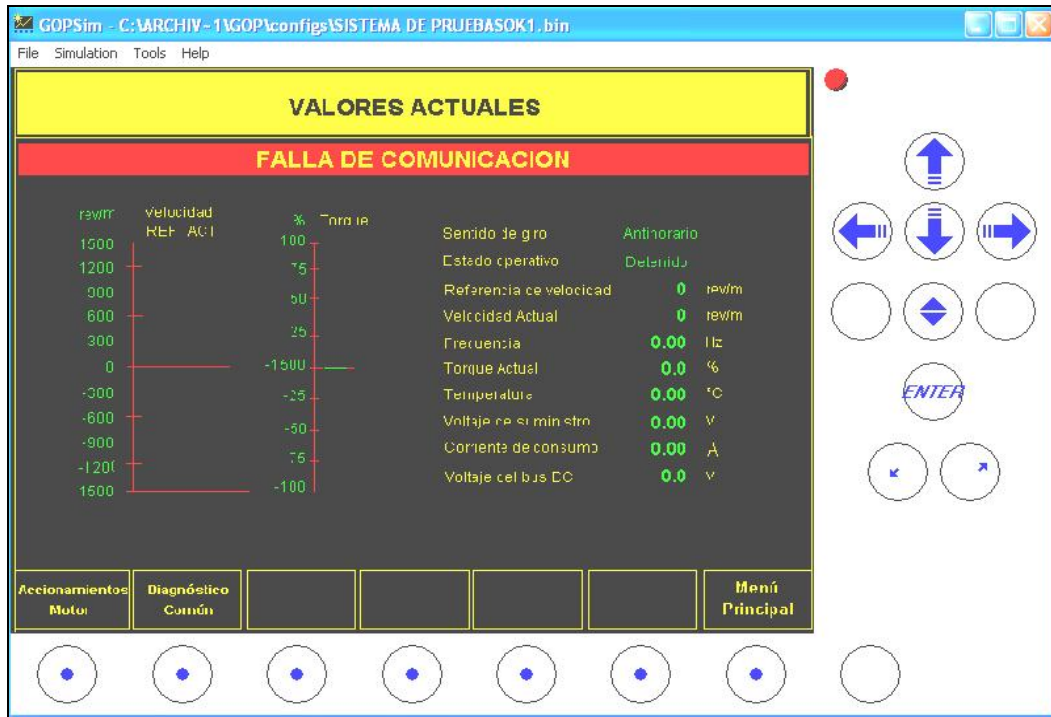 GOPSim - C:\ARCHIV~1\GOP\configs\SISTEMA DE PRUEBASOK1.bin
File Simulation Tools Help
VALORES ACTUALES
FALLA DE COMUNICACION
rev/m Velocidad % Torque
REF ACT
1500
1200
900
600
300
0
-300
-600
-900
-1200
1500
100
75
50
25
-1500
-25
-50
75
-100
Sentido de giro Antihorario
Estado operativo Detenido
Referencia de velocidad 0 rev/m
Velocidad Actual 0 rev/m
Frecuencia 0.00 Hz
Torque Actual 0.0 %
Temperatura 0.00 °C
Voltaje de suministro 0.00 V
Corriente de consumo 0.00 A
Voltaje del bus DC 0.0 V
ENTER
Accionamientos Motor
Diagnóstico Común
Menú Principal